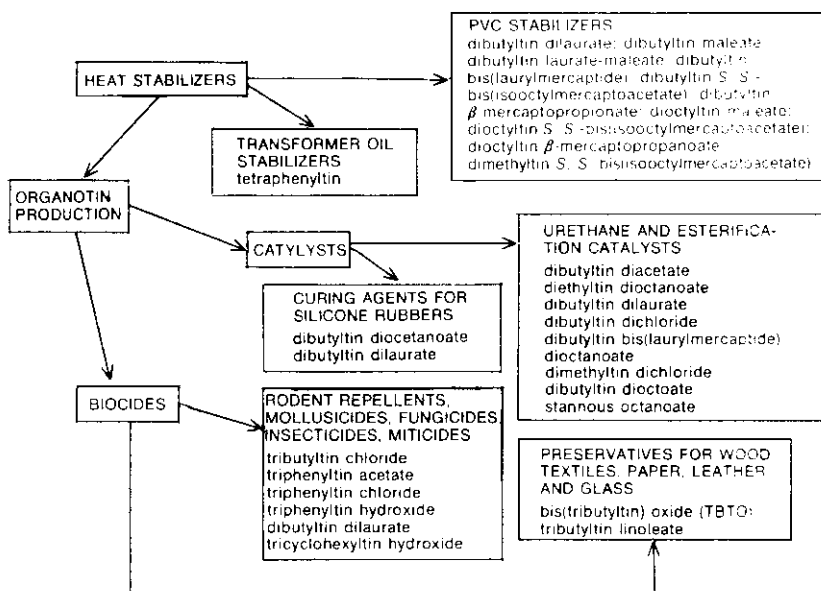 PVC STABILIZERS
dibutyltin dilaurate; dibutyltin maleate
dibutyltin laurate-maleate; dibutyltin
bis(laurylmercaptide); dibutyltin S, S -
bis(isooctylmercaptoacetate); dibutyltin
β mercaptopropionate; dioctyltin maleate;
dioctyltin S, S -bis(isooctylmercaptoacetate);
dioctyltin β-mercaptopropanoate
dimethyltin S, S bis(isooctylmercaptoacetate)
HEAT STABILIZERS
TRANSFORMER OIL
STABILIZERS
tetraphenyltin
ORGANOTIN
PRODUCTION
CATYLYSTS
URETHANE AND ESTERIFICA-
TION CATALYSTS
dibutyltin diacetate
diethyltin dioctanoate
dibutyltin dilaurate
dibutyltin dichloride
dibutyltin bis(laurylmercaptide)
dioctanoate
dimethyltin dichloride
dibutyltin dioctoate
stannous octanoate
CURING AGENTS FOR
SILICONE RUBBERS
dibutyltin diocetanoate
dibutyltin dilaurate
BIOCIDES
RODENT REPELLENTS,
MOLLUSICIDES, FUNGICIDES
INSECTICIDES, MITICIDES
tributyltin chloride
triphenyltin acetate
triphenyltin chloride
triphenyltin hydroxide
dibutyltin dilaurate
tricyclohexyltin hydroxide
PRESERVATIVES FOR WOOD
TEXTILES, PAPER, LEATHER
AND GLASS
bis(tributyltin) oxide (TBTO);
tributyltin linoleate